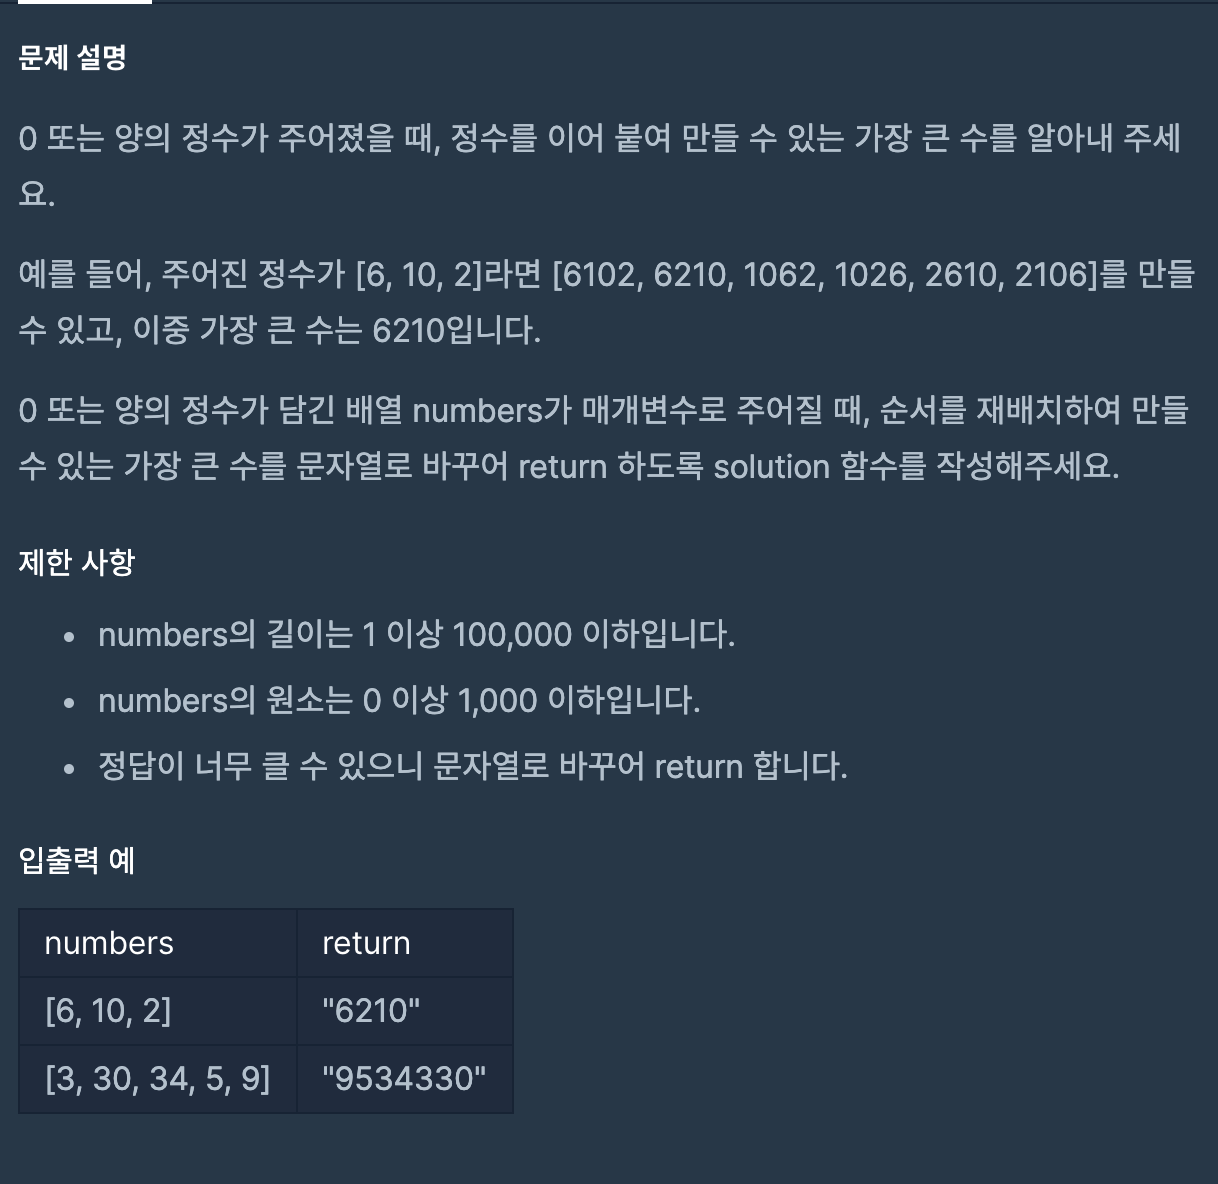 문제 설명
0 또는 양의 정수가 주어졌을 때, 정수를 이어 붙여 만들 수 있는 가장 큰 수를 알아내 주세
요.
예를 들어, 주어진 정수가 [6, 10, 2]라면 [6102, 6210, 1062, 1026, 2610, 2106]를 만들
수 있고, 이중 가장 큰 수는 6210입니다.
0 또는 양의 정수가 담긴 배열 numbers가 매개변수로 주어질 때, 순서를 재배치하여 만들
수 있는 가장 큰 수를 문자열로 바꾸어 return 하도록 solution 함수를 작성해주세요.
제한 사항
• numbers의 길이는 1 이상 100,000 이하입니다.
• numbers의 원소는 0 이상 1,000 이하입니다.
• 정답이 너무 클 수 있으니 문자열로 바꾸어 return 합니다.
입출력 예
numbers return
[6, 10, 2] "6210"
[3, 30, 34, 5, 9] "9534330"